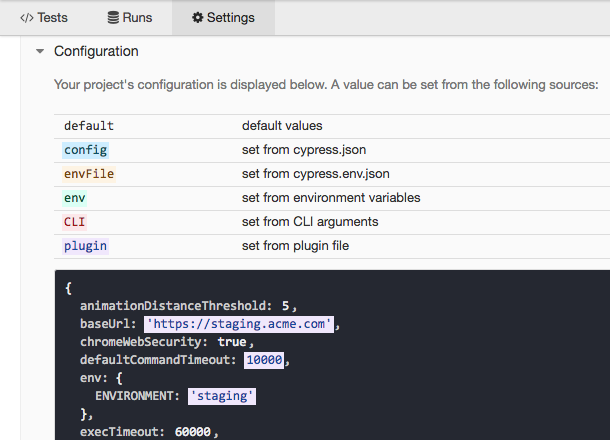 Tests Runs Settings
Configuration
Your project's configuration is displayed below. A value can be set from the following sources:
default default values
config set from cypress.json
envFile set from cypress.env.json
env set from environment variables
CLI set from CLI arguments
plugin set from plugin file
{
animationDistanceThreshold: 5,
baseUrl: 'https://staging.acme.com',
chromeWebSecurity: true,
defaultCommandTimeout: 10000,
env: {
ENVIRONMENT: 'staging'
},
execTimeout: 60000,